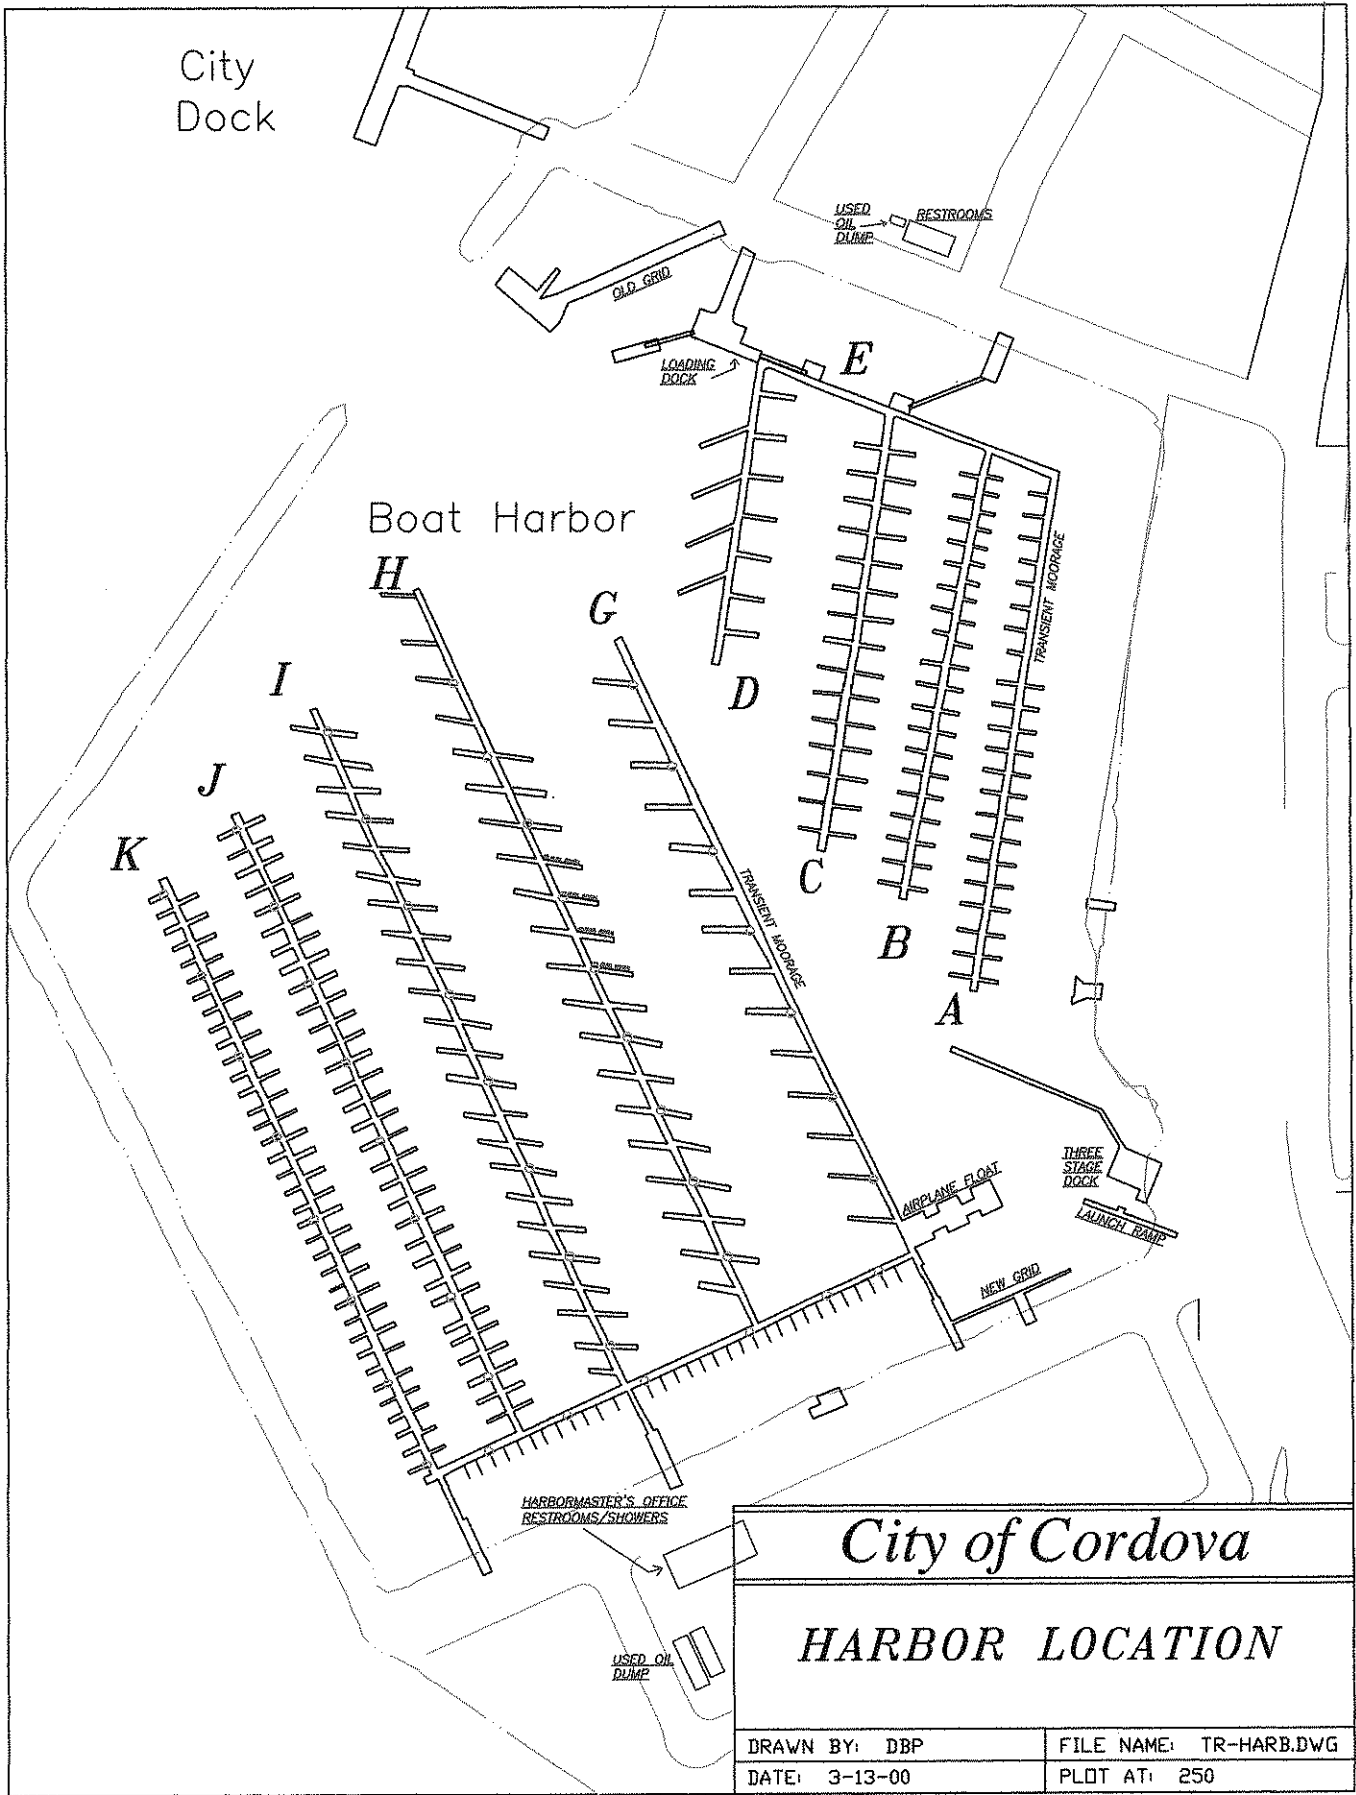 City
Dock
USED
OIL
DUMP
RESTROOMS
OLD GRID
LOADING
DOCK
E
Boat Harbor
TRANSIENT MOORAGE
H
G
I
D
J
K
C
TRANSIENT MOORAGE
B
A
THREE
STAGE
DOCK
AIRPLANE FLOAT
LAUNCH RAMP
NEW GRID
HARBORMASTER'S OFFICE
RESTROOMS/SHOWERS
USED OIL
DUMP
City of Cordova
HARBOR LOCATION
DRAWN BY: DBP
FILE NAME: TR-HARB.DWG
DATE: 3-13-00
PLOT AT: 250